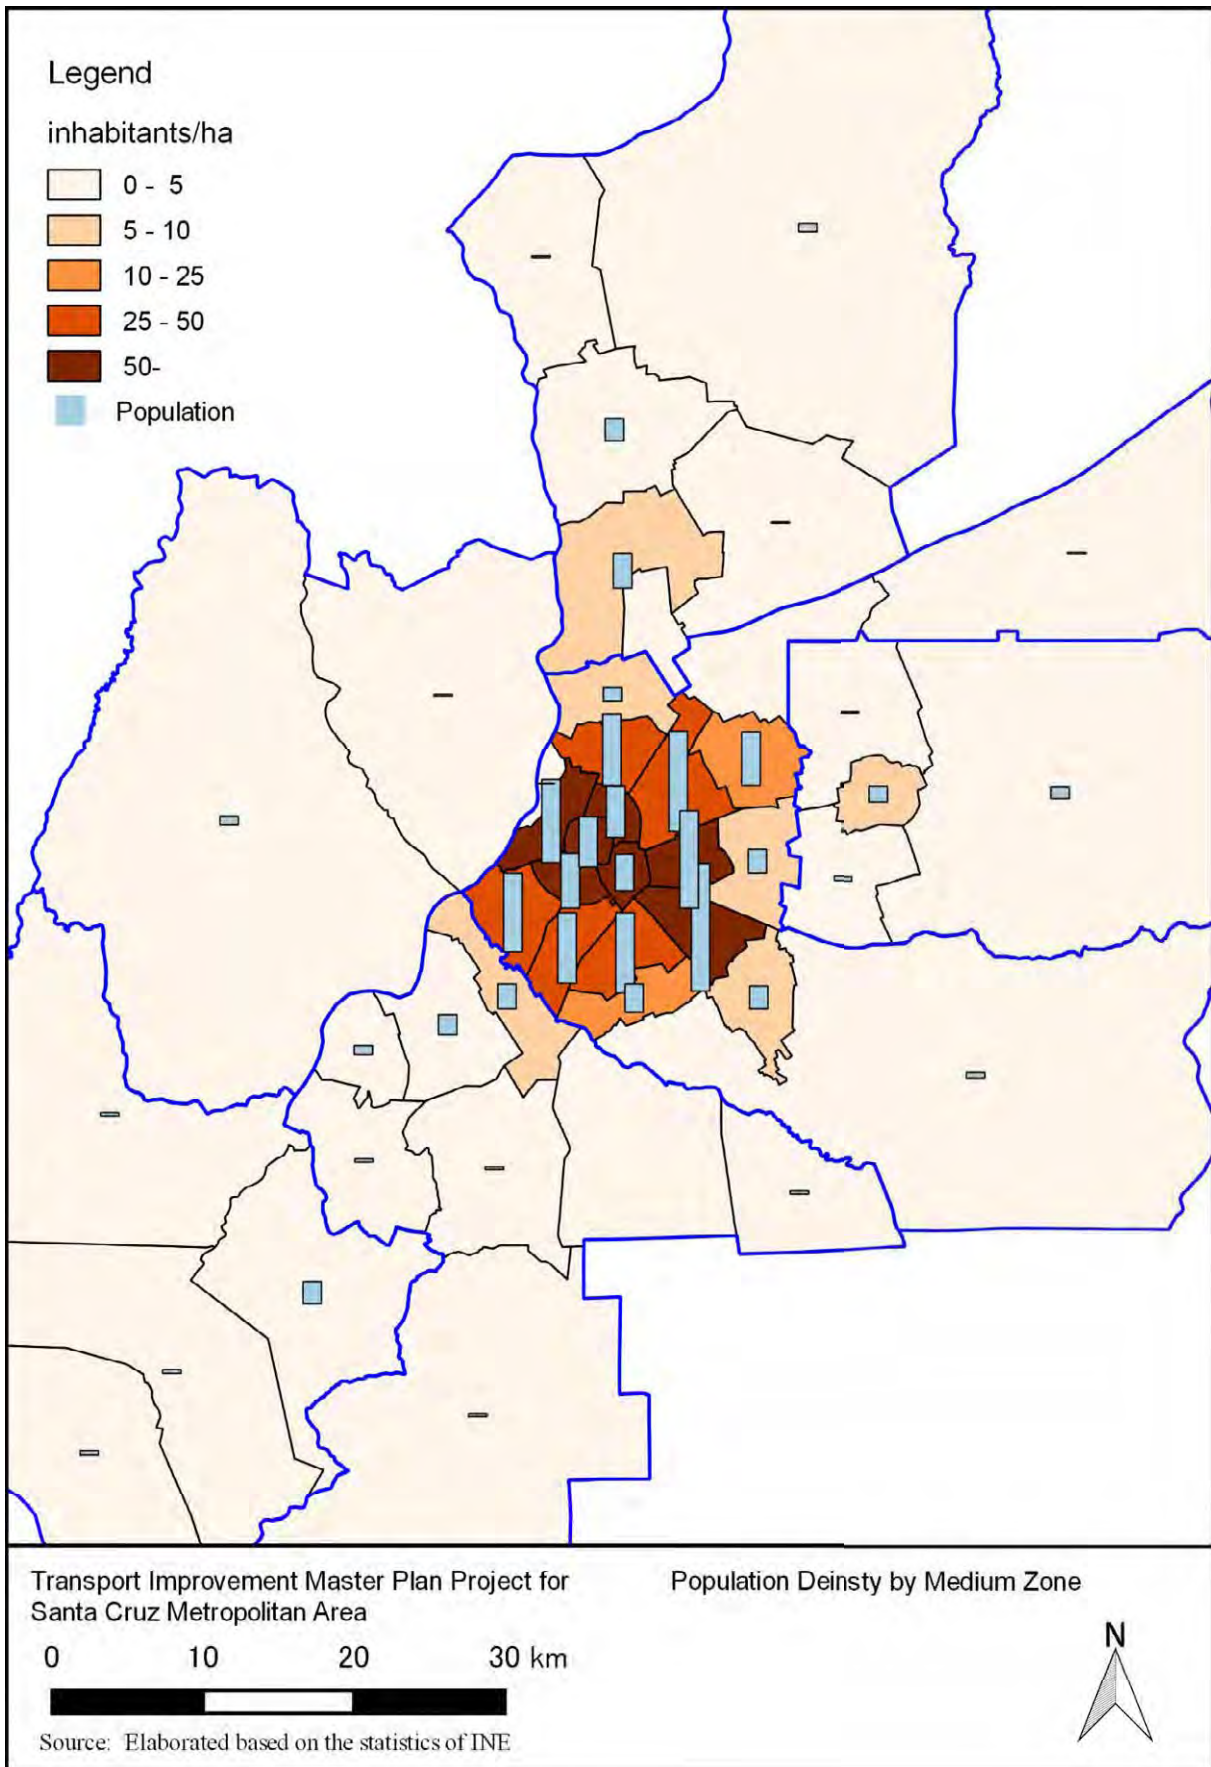 Legend
inhabitants/ha
0 - 5
5 - 10
10 - 25
25 - 50
50-
Population
Transport Improvement Master Plan Project for
Santa Cruz Metropolitan Area
Population Deinsty by Medium Zone
0 10 20 30 km
N
Source: Elaborated based on the statistics of INE